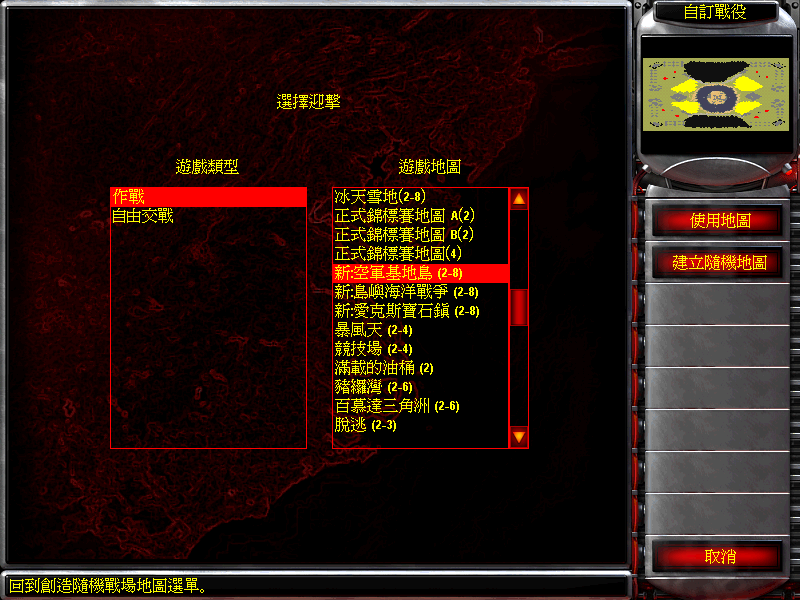 自訂戰役
選擇迎擊
遊戲類型
遊戲地圖
作戰
自由交戰
冰天雪地(2-8)
正式錦標賽地圖 A(2)
正式錦標賽地圖 B(2)
正式錦標賽地圖(4)
新:空軍基地島 (2-8)
新:島嶼海洋戰爭 (2-8)
新:愛克斯寶石鎮 (2-8)
暴風天 (2-4)
競技場 (2-4)
滿載的油桶 (2)
豬玀灣 (2-6)
百慕達三角洲 (2-6)
脫逃 (2-3)
使用地圖
建立隨機地圖
取消
回到創造隨機戰場地圖選單。